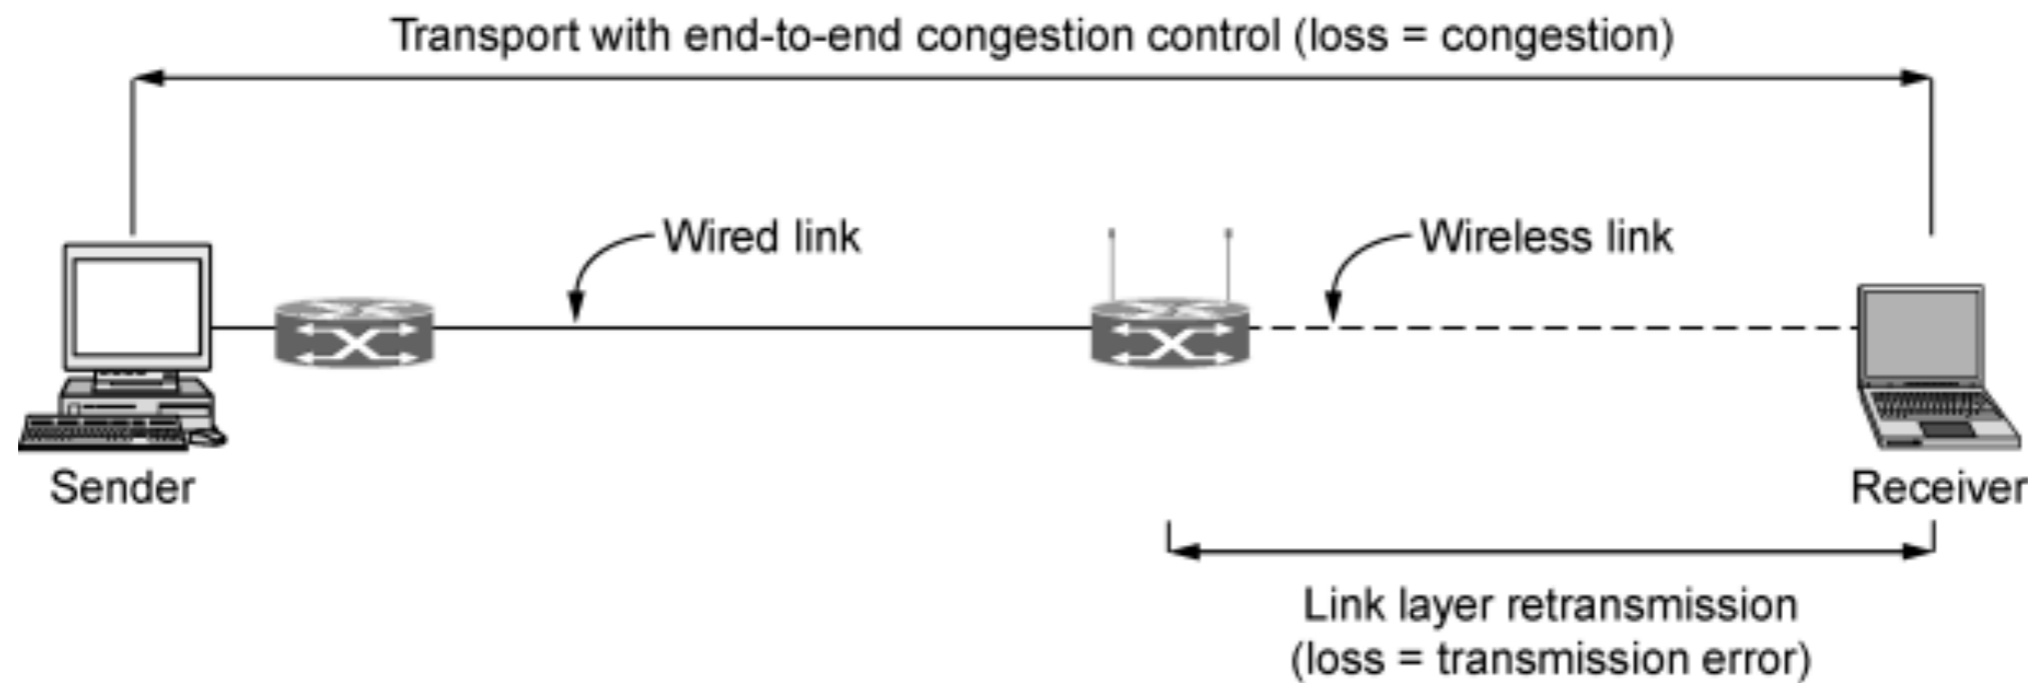 Transport with end-to-end congestion control (loss = congestion)
Wired link
Wireless link
Sender
Receiver
Link layer retransmission
(loss = transmission error)